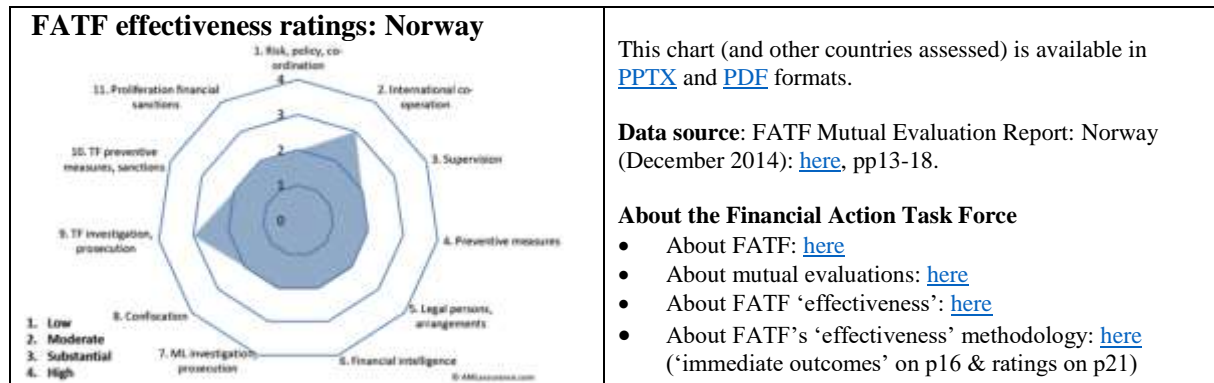 FATF effectiveness ratings: Norway
1. Risk, policy, co-
ordination
2. International co-
operation
3. Supervision
4. Preventive measures
5. Legal persons,
arrangements
6. Financial intelligence
7. ML investigation,
prosecution
8. Confiscation
9. TF investigation,
prosecution
10. TF preventive
measures, sanctions
11. Proliferation financial
sanctions
4
3
2
1
0
1. Low
2. Moderate
3. Substantial
4. High
© AMLassurance.com
This chart (and other countries assessed) is available in
PPTX and PDF formats.
Data source: FATF Mutual Evaluation Report: Norway
(December 2014): here, pp13-18.
About the Financial Action Task Force
• About FATF: here
• About mutual evaluations: here
• About FATF ‘effectiveness’: here
• About FATF’s ‘effectiveness’ methodology: here
(‘immediate outcomes’ on p16 & ratings on p21)